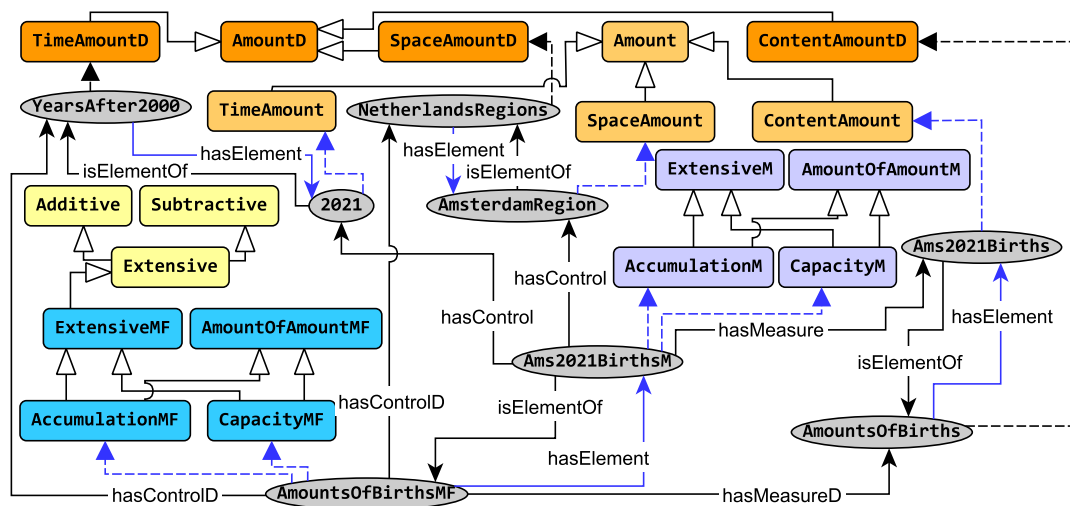 TimeAmountD
AmountD
SpaceAmountD
Amount
ContentAmountD
YearsAfter2000
TimeAmount
NetherlandsRegions
SpaceAmount
ContentAmount
hasElement
hasElement
isElementOf
isElementOf
ExtensiveM
AmountOfAmountM
Additive
Subtractive
2021
AmsterdamRegion
Ams2021Births
Extensive
hasControl
AccumulationM
CapacityM
ExtensiveMF
AmountOfAmountMF
hasControl
hasMeasure
hasElement
Ams2021BirthsM
isElementOf
hasControlD
isElementOf
AccumulationMF
CapacityMF
AmountsOfBirths
hasElement
hasControlD
AmountsOfBirthsMF
hasMeasureD